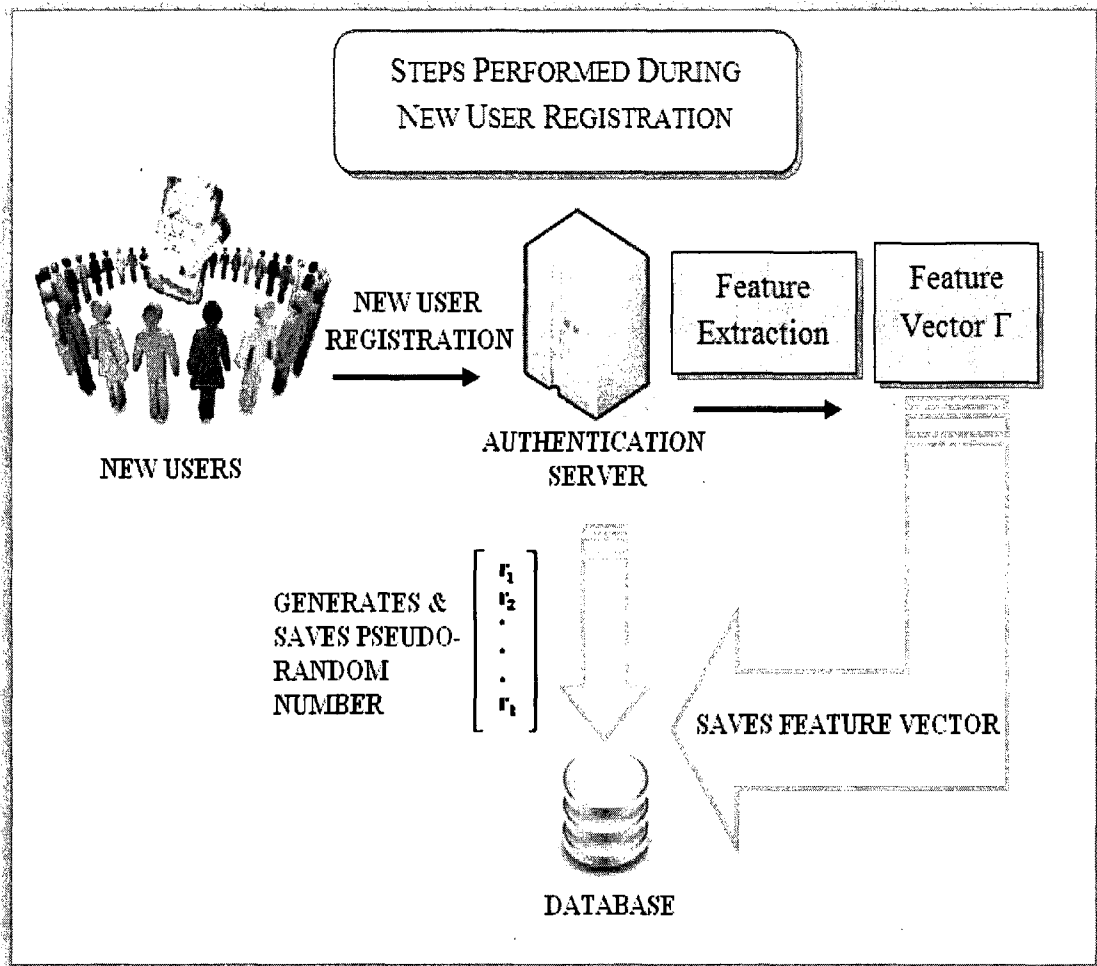 STEPS PERFORMED DURING
NEW USER REGISTRATION
NEW USER
REGISTRATION
Feature
Extraction
Feature
Vector Γ
NEW USERS
AUTHENTICATION
SERVER
GENERATES &
SAVES PSEUDO-
RANDOM
NUMBER
r₁
r₂
.
.
.
rₜ
SAVES FEATURE VECTOR
DATABASE